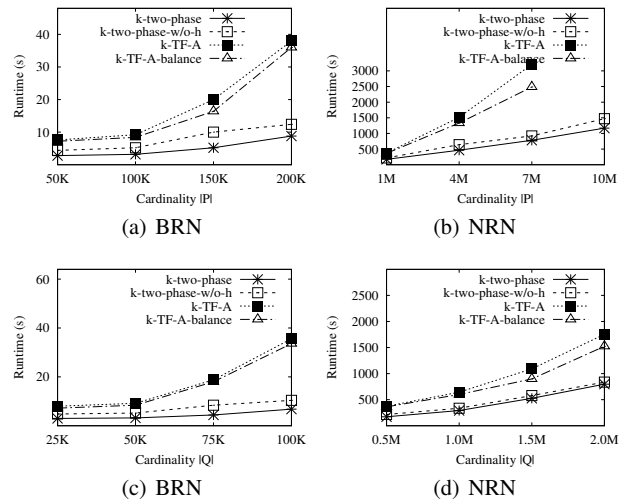 k-two-phase
k-two-phase-w/o-h
k-TF-A
k-TF-A-balance
Runtime (s)
60
40
20
10
50K 100K 150K 200K
Cardinality |P|
(a) BRN
k-two-phase
k-two-phase-w/o-h
k-TF-A
k-TF-A-balance
Runtime (s)
3000
2500
2000
1500
1000
500
1M 4M 7M 10M
Cardinality |P|
(b) NRN
k-two-phase
k-two-phase-w/o-h
k-TF-A
k-TF-A-balance
Runtime (s)
60
40
20
25K 50K 75K 100K
Cardinality |Q|
(c) BRN
k-two-phase
k-two-phase-w/o-h
k-TF-A
k-TF-A-balance
Runtime (s)
2500
2000
1500
1000
500
0.5M 1.0M 1.5M 2.0M
Cardinality |Q|
(d) NRN